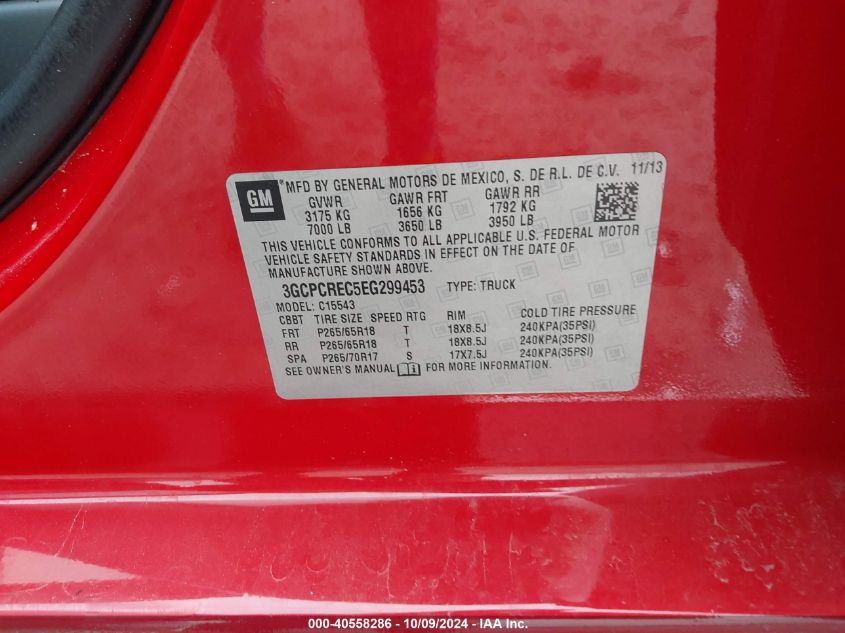 GM ® MFD BY GENERAL MOTORS DE MEXICO, S. DE R.L. DE C.V. 11/13
GVWR GAWR FRT GAWR RR
3175 KG 1656 KG 1792 KG
7000 LB 3650 LB 3950 LB
THIS VEHICLE CONFORMS TO ALL APPLICABLE U.S. FEDERAL MOTOR
VEHICLE SAFETY STANDARDS IN EFFECT ON THE DATE OF
MANUFACTURE SHOWN ABOVE.
3GCPCREC5EG299453 TYPE: TRUCK
MODEL: C15543
CBBT TIRE SIZE SPEED RTG RIM COLD TIRE PRESSURE
FRT P265/65R18 T 18X8.5J 240KPA(35PSI)
RR P265/65R18 T 18X8.5J 240KPA(35PSI)
SPA P265/70R17 S 17X7.5J 240KPA(35PSI)
SEE OWNER'S MANUAL FOR MORE INFORMATION.
000-40558286 - 10/09/2024 - IAA Inc.